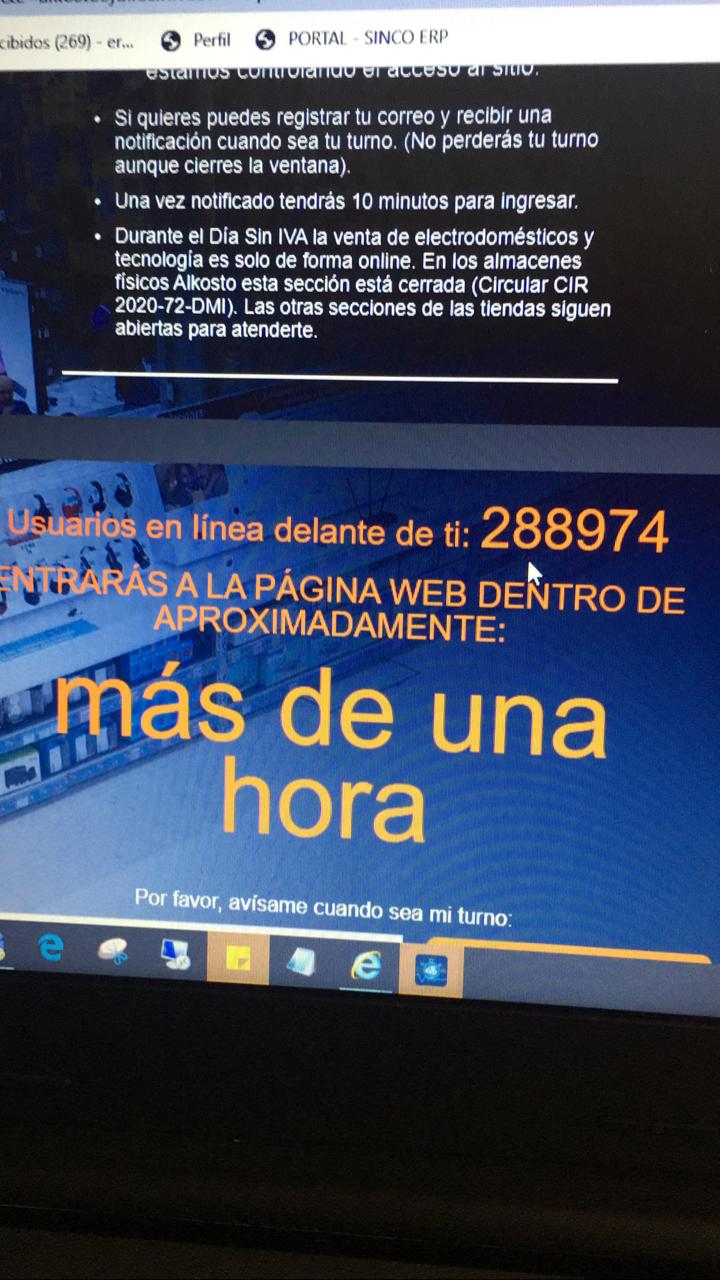 cibidos (269) - er... Perfil PORTAL - SINCO ERP
estamos controlando el acceso al sitio.
• Si quieres puedes registrar tu correo y recibir una
notificación cuando sea tu turno. (No perderás tu turno
aunque cierres la ventana).
• Una vez notificado tendrás 10 minutos para ingresar.
• Durante el Día Sin IVA la venta de electrodomésticos y
tecnología es solo de forma online. En los almacenes
físicos Alkosto esta sección está cerrada (Circular CIR
2020-72-DMI). Las otras secciones de las tiendas siguen
abiertas para atenderte.
Usuarios en línea delante de ti: 288974
ENTRARÁS A LA PÁGINA WEB DENTRO DE
APROXIMADAMENTE:
más de una
hora
Por favor, avísame cuando sea mi turno: